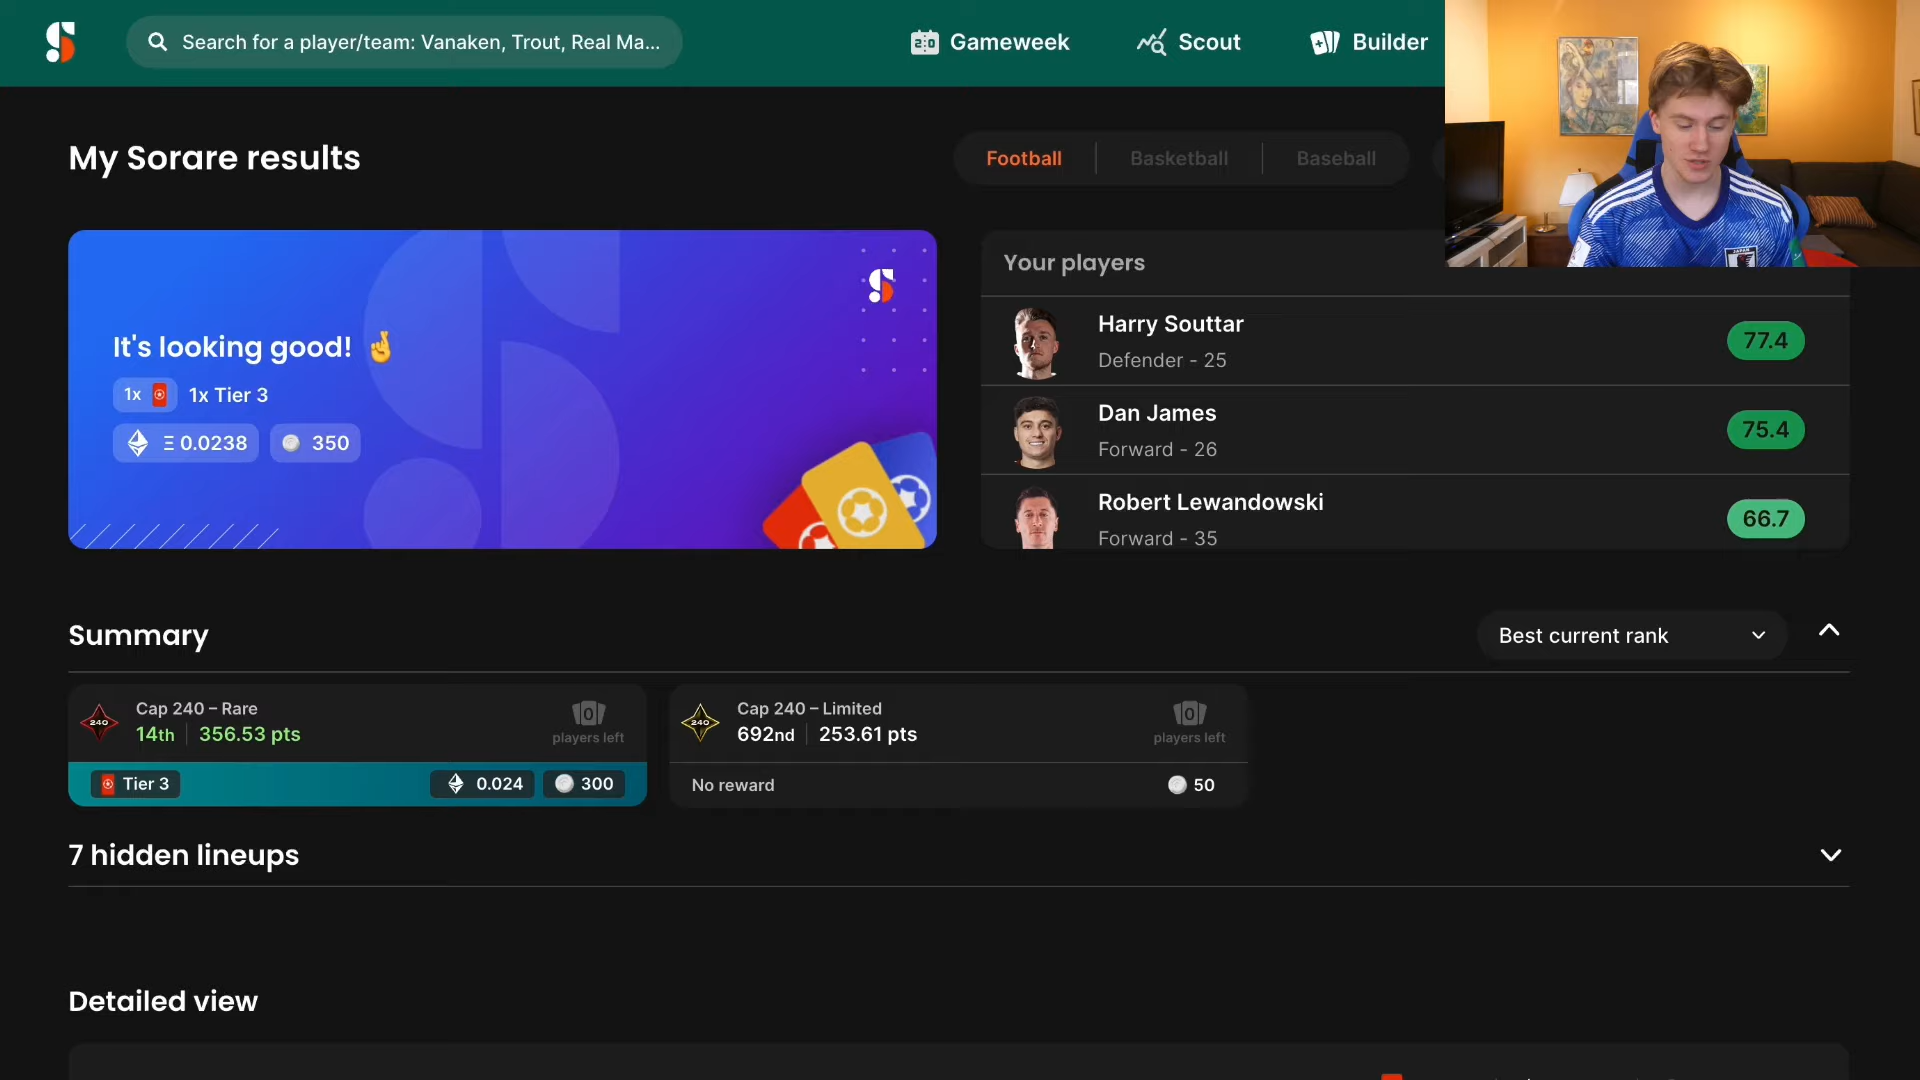 Search for a player/team: Vanaken, Trout, Real Ma...
Gameweek
Scout
Builder
My Sorare results
Football
Basketball
Baseball
It's looking good! 🤞
1x 1x Tier 3
Ξ 0.0238 350
Your players
Harry Souttar
Defender - 25
77.4
Dan James
Forward - 26
75.4
Robert Lewandowski
Forward - 35
66.7
Summary
Best current rank
240
Cap 240 – Rare
14th 356.53 pts
0
players left
Tier 3
0.024
300
240
Cap 240 – Limited
692nd 253.61 pts
0
players left
No reward
50
7 hidden lineups
Detailed view
JAPAN